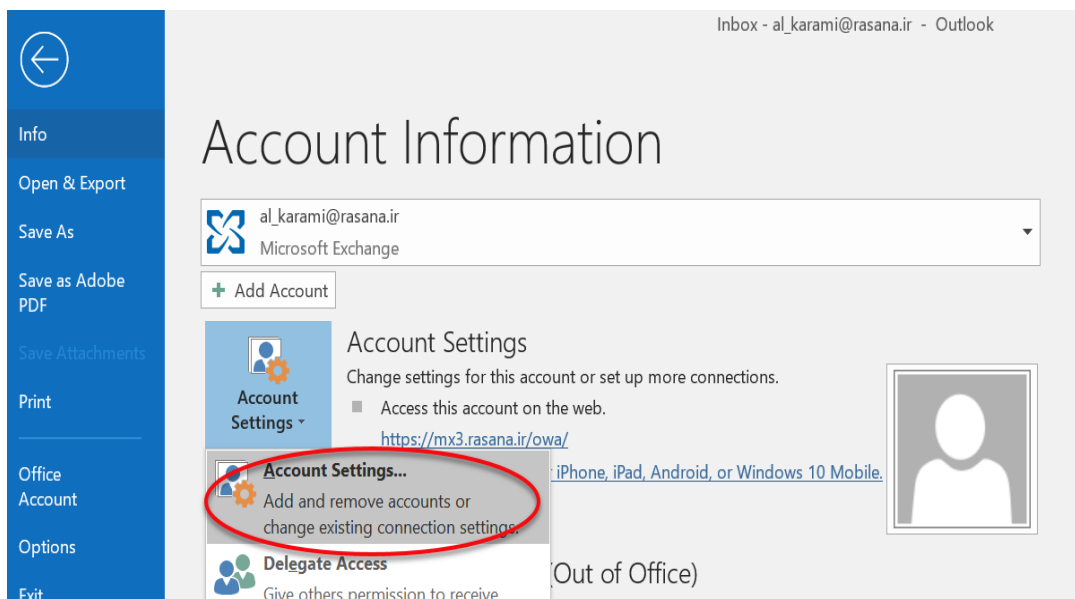 Inbox - al_karami@rasana.ir - Outlook
Info
Open & Export
Save As
Save as Adobe
PDF
Save Attachments
Print
Office
Account
Options
Exit
Account Information
al_karami@rasana.ir
Microsoft Exchange
Add Account
Account
Settings
Account Settings
Change settings for this account or set up more connections.
Access this account on the web.
https://mx3.rasana.ir/owa/
iPhone, iPad, Android, or Windows 10 Mobile.
Account Settings...
Add and remove accounts or
change existing connection settings.
Delegate Access
Give others permission to receive
(Out of Office)